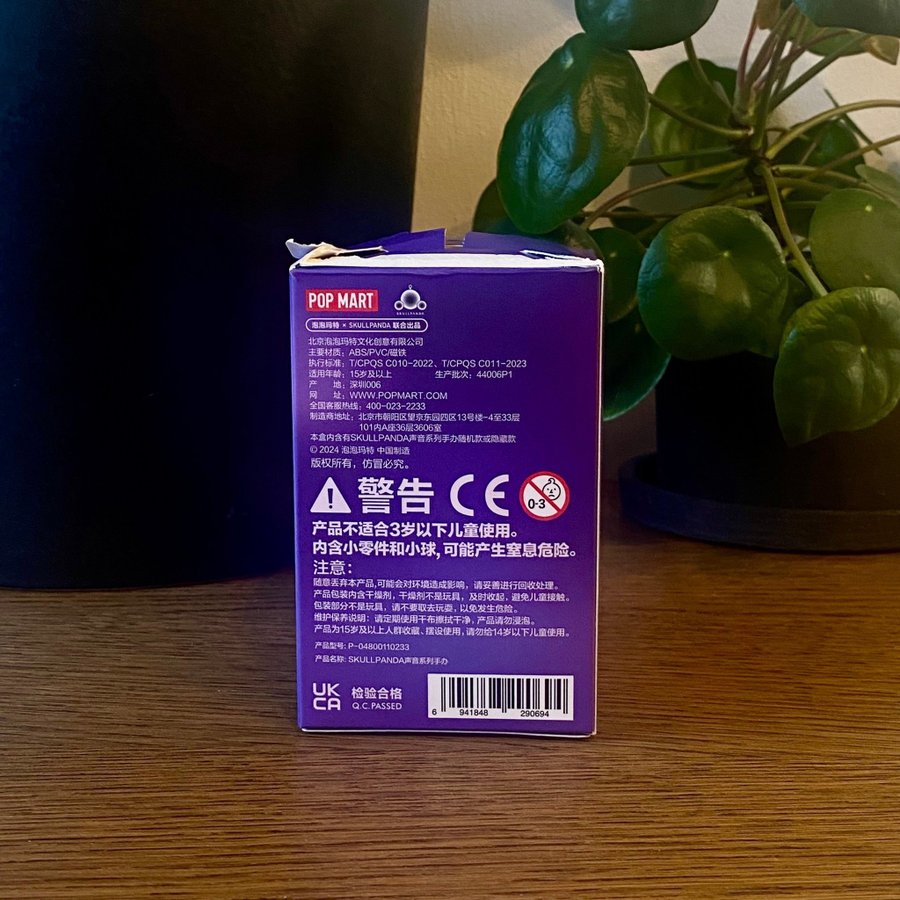 POP MART
SKULLPANDA
泡泡玛特 × SKULLPANDA 联合出品
北京泡泡玛特文化创意有限公司
主要材质：ABS/PVC/磁铁
执行标准：T/CPQS C010-2022、T/CPQS C011-2023
适用年龄：15岁及以上 生产批次：44006P1
产 地：深圳006
网 址：WWW.POPMART.COM
全国客服热线：400-023-2233
制造商地址：北京市朝阳区望京东园四区13号楼-4至33层
101内A座36层3606室
本盒内含有SKULLPANDA声音系列手办随机款或隐藏款
© 2024 泡泡玛特 中国制造
版权所有，仿冒必究。
警告 CE 0-3
产品不适合3岁以下儿童使用。
内含小零件和小球，可能产生窒息危险。
注意：
随意丢弃本产品，可能会对环境造成影响，请妥善进行回收处理。
产品包装内含干燥剂，干燥剂不是玩具，及时收起，避免儿童接触。
包装部分不是玩具，请不要取去玩耍，以免发生危险。
维护保养说明：请定期使用干布擦拭干净，产品请勿浸泡。
产品为15岁及以上人群收藏、摆设使用，请勿给14岁以下儿童使用。
产品型号：P-04800110233
产品名称：SKULLPANDA声音系列手办
UK
CA
检验合格
Q.C.PASSED
6 941848 290694